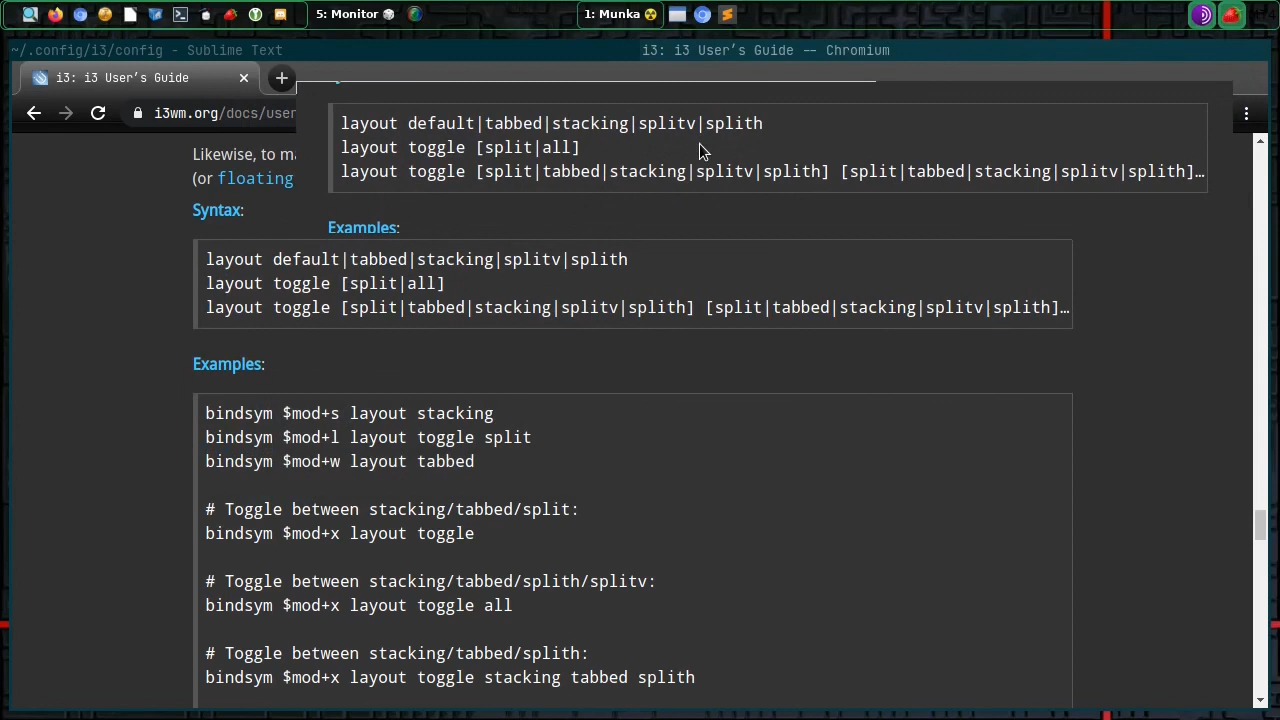 5: Monitor
1: Munka
~/.config/i3/config - Sublime Text
i3: i3 User’s Guide -- Chromium
i3: i3 User’s Guide
i3wm.org/docs/user
layout default|tabbed|stacking|splitv|splith
layout toggle [split|all]
layout toggle [split|tabbed|stacking|splitv|splith] [split|tabbed|stacking|splitv|splith]…
Examples:
Likewise, to ma
(or floating
Syntax:
layout default|tabbed|stacking|splitv|splith
layout toggle [split|all]
layout toggle [split|tabbed|stacking|splitv|splith] [split|tabbed|stacking|splitv|splith]…
Examples:
bindsym $mod+s layout stacking
bindsym $mod+l layout toggle split
bindsym $mod+w layout tabbed
# Toggle between stacking/tabbed/split:
bindsym $mod+x layout toggle
# Toggle between stacking/tabbed/splith/splitv:
bindsym $mod+x layout toggle all
# Toggle between stacking/tabbed/splith:
bindsym $mod+x layout toggle stacking tabbed splith